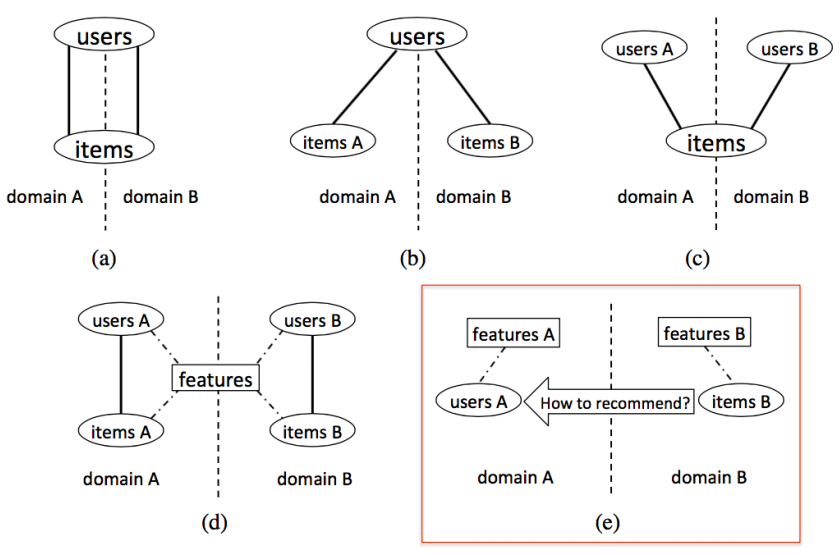 users
items
domain A domain B
(a)
users
items A items B
domain A domain B
(b)
users A users B
items
domain A domain B
(c)
users A users B
features
items A items B
domain A domain B
(d)
features A features B
users A How to recommend? items B
domain A domain B
(e)